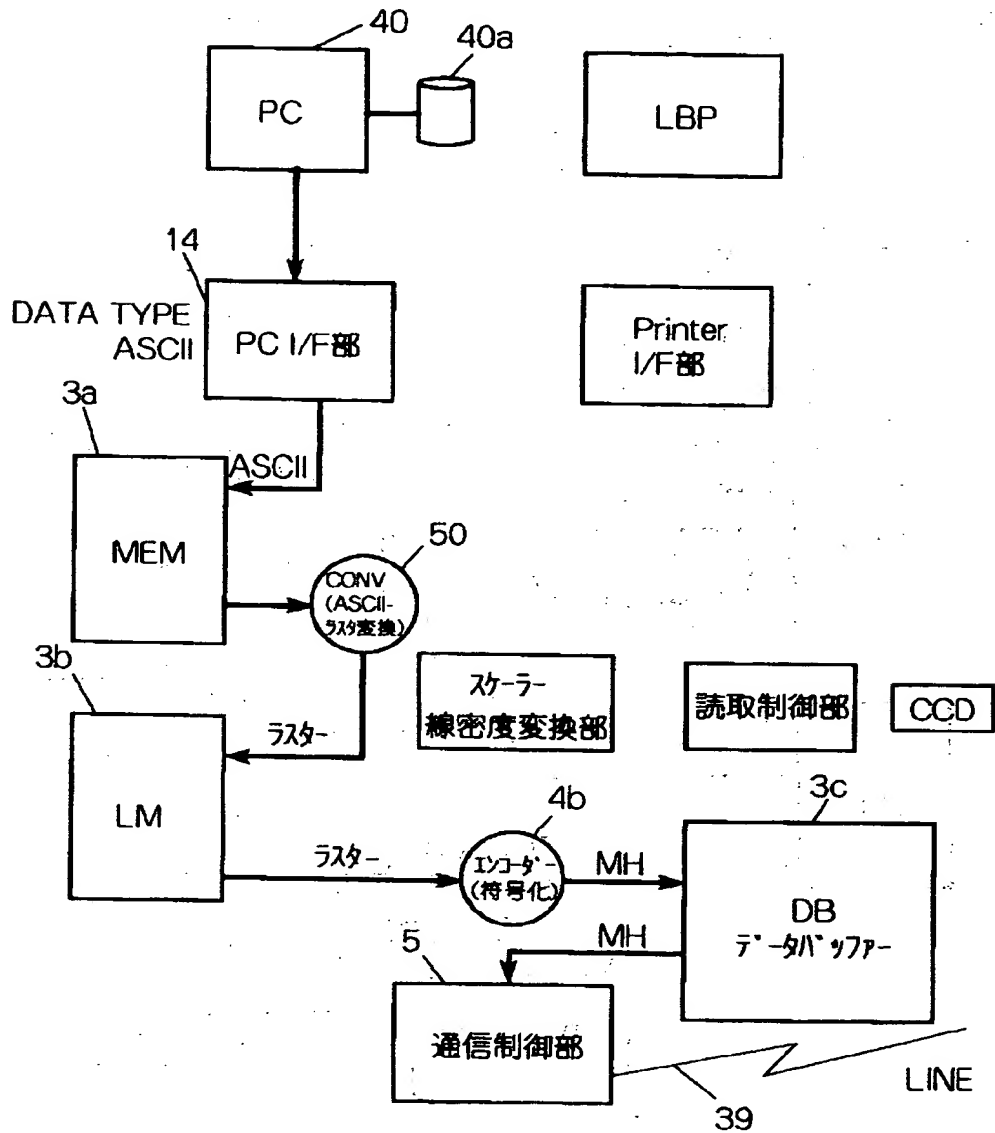 40
40a
PC
LBP
14
DATA TYPE
ASCII
PC I/F部
Printer
I/F部
3a
ASCII
MEM
50
CONV
(ASCII-
ラスタ変換)
3b
スケーラー
線密度変換部
読取制御部
CCD
ラスター
LM
3c
4b
ラスター
エンコーダー
(符号化)
MH
DB
データバッファー
MH
5
通信制御部
LINE
39